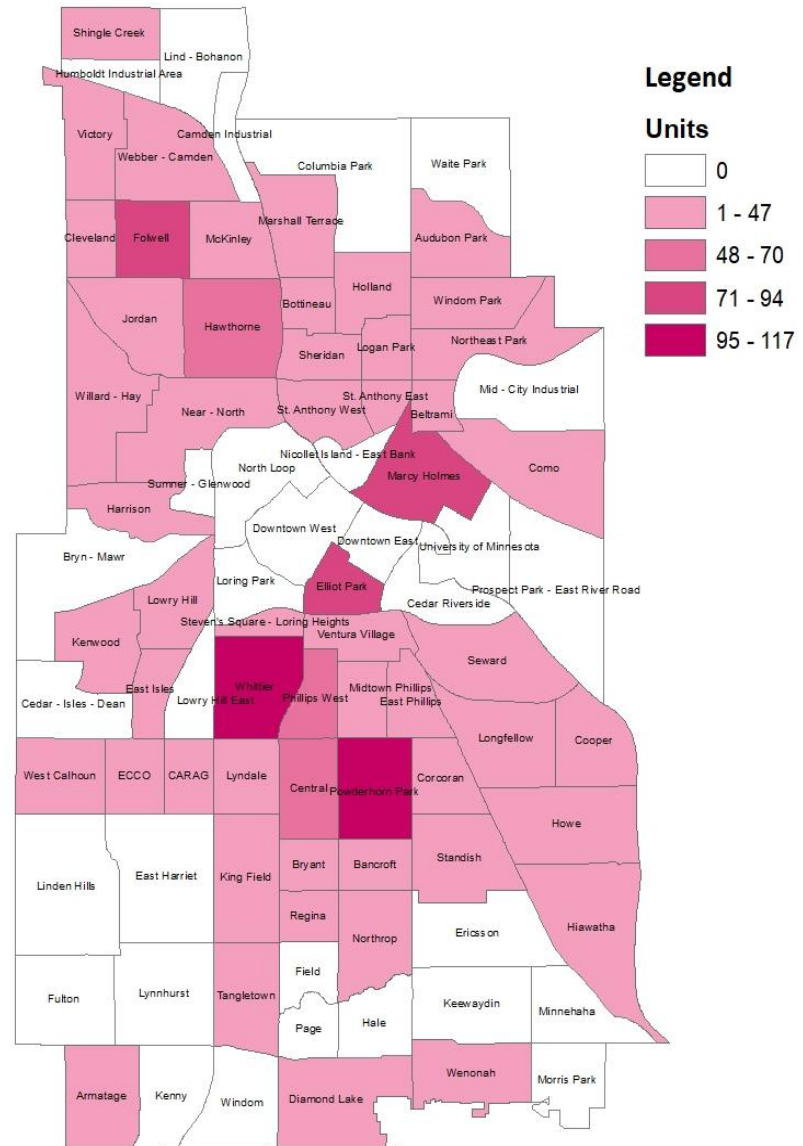 Shingle Creek
Lind - Bohanon
Humboldt Industrial Area
Victory
Camden Industrial
Webber - Camden
Columbia Park
Waite Park
Marshall Terrace
Cleveland
Folwell
McKinley
Audubon Park
Holland
Bottineau
Windom Park
Jordan
Hawthorne
Northeast Park
Logan Park
Sheridan
Mid - City Industrial
Willard - Hay
St. Anthony East
Near - North
St. Anthony West
Beltrami
Nicollet Island - East Bank
North Loop
Como
Marcy Holmes
Sumner - Glenwood
Harrison
Downtown West
Downtown East
University of Minnesota
Bryn - Mawr
Loring Park
Elliot Park
Prospect Park - East River Road
Lowry Hill
Cedar Riverside
Steven's Square - Loring Heights
Ventura Village
Kenwood
Seward
East Isles
Whittier
Midtown Phillips
Cedar - Isles - Dean
Lowry Hill East
Phillips West
East Phillips
Longfellow
Cooper
West Calhoun
ECCO
CARAG
Lyndale
Corcoran
Central
Powderhorn Park
Howe
Standish
Bryant
Bancroft
East Harriet
King Field
Linden Hills
Regina
Hiawatha
Northrop
Ericsson
Field
Lynnhurst
Tangletown
Fulton
Keewaydin
Minnehaha
Page
Hale
Wenonah
Morris Park
Armatage
Kenny
Windom
Diamond Lake
Legend
Units
0
1 - 47
48 - 70
71 - 94
95 - 117